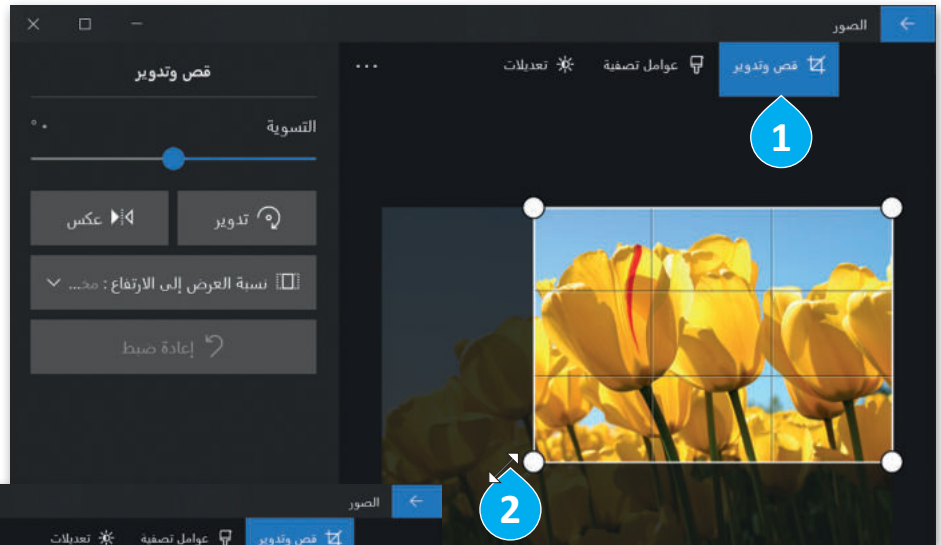 الصور
قص وتدوير
عوامل تصفية
تعديلات
...
1
قص وتدوير
التسوية
٠°
تدوير
عكس
نسبة العرض إلى الارتفاع : مخـ...
إعادة ضبط
2
الصور
قص وتدوير
عوامل تصفية
تعديلات